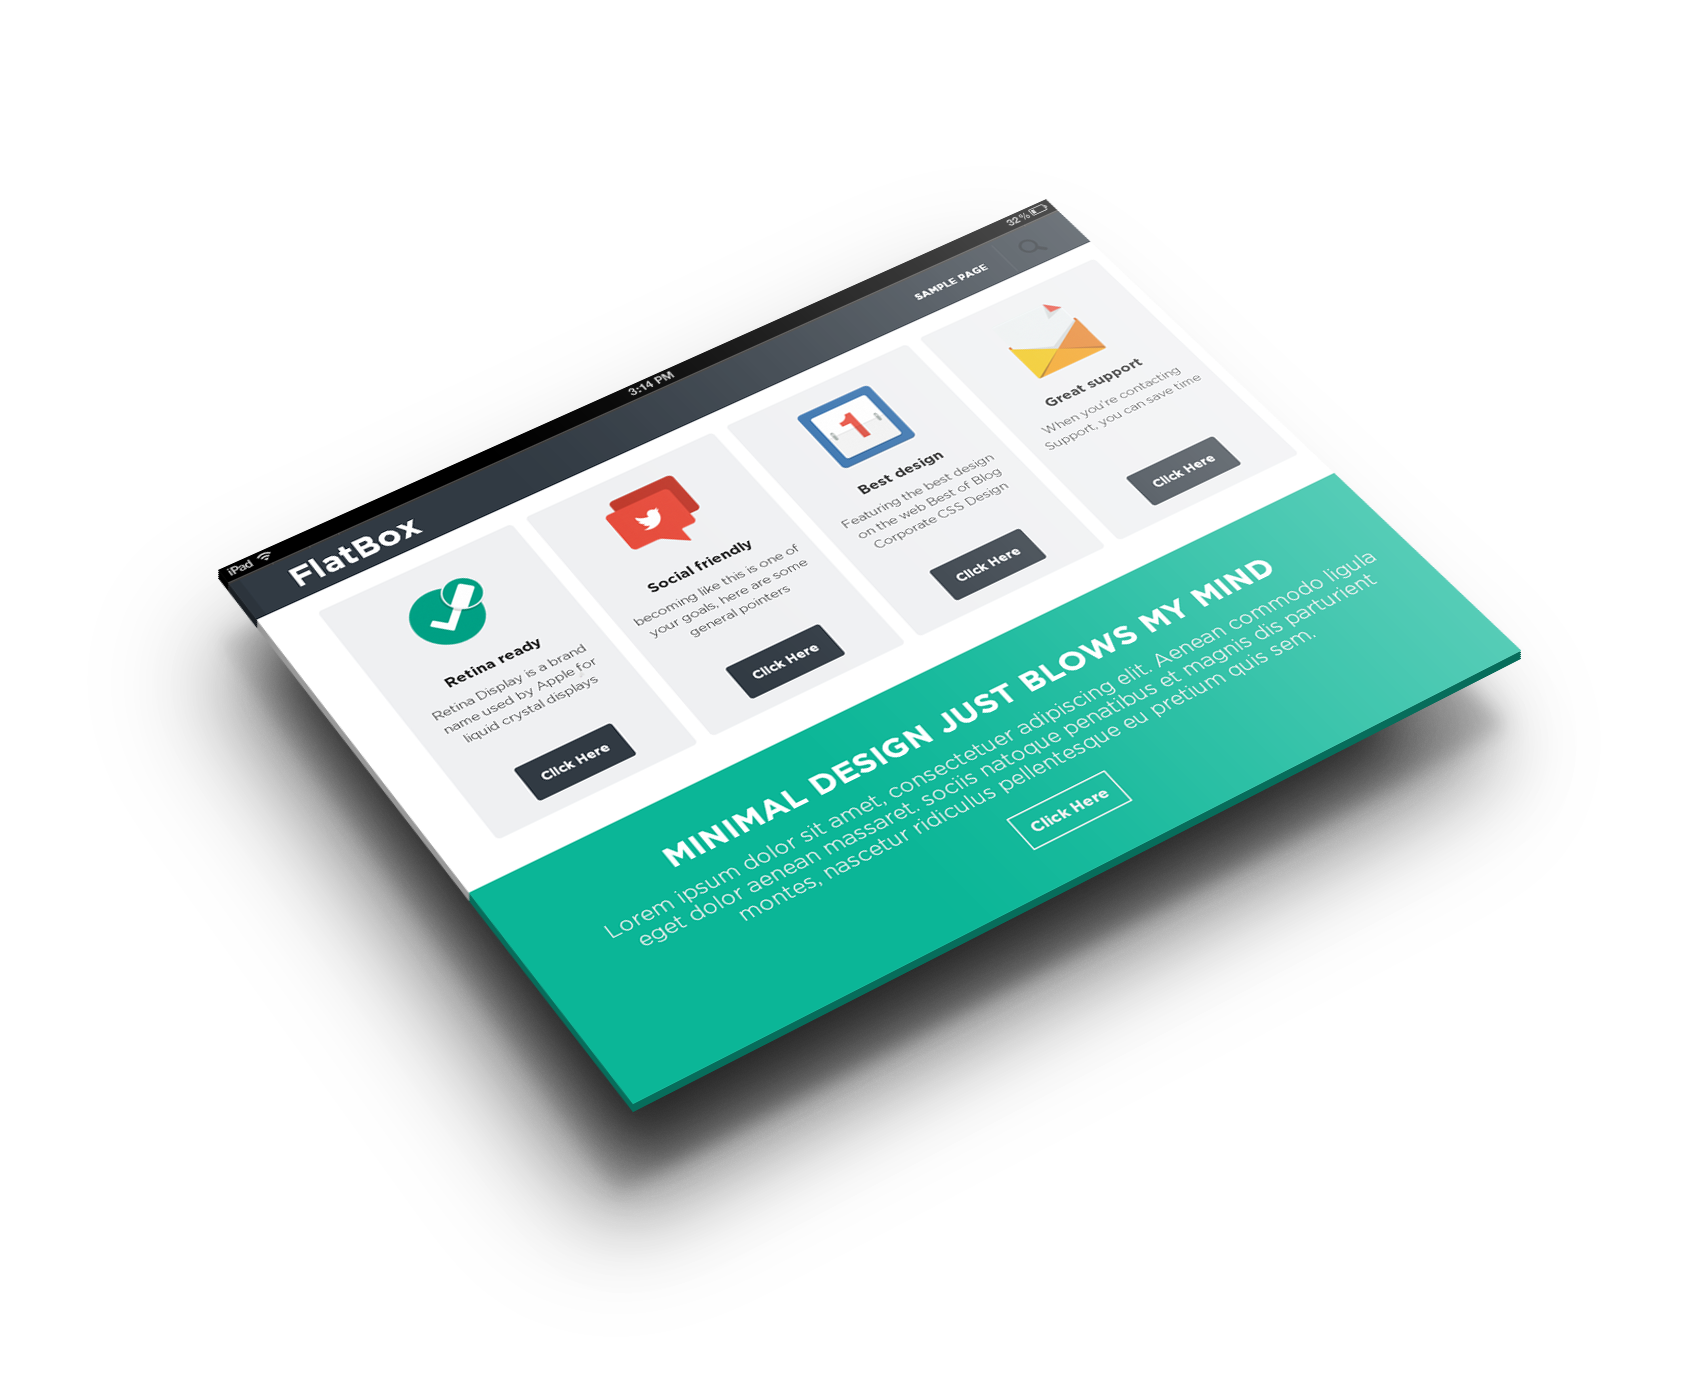 iPad
3:14 PM
32%
FlatBox
SAMPLE PAGE
Retina ready
Retina Display is a brand
name used by Apple for
liquid crystal displays
Click Here
Social friendly
becoming like this is one of
your goals, here are some
general pointers
Click Here
1
Best design
Featuring the best design
on the web Best of Blog
Corporate CSS Design
Click Here
Great support
When you're contacting
Support, you can save time
Click Here
MINIMAL DESIGN JUST BLOWS MY MIND
Lorem ipsum dolor sit amet, consectetuer adipiscing elit. Aenean commodo ligula
eget dolor aenean massaret. sociis natoque penatibus et magnis dis parturient
montes, nascetur ridiculus pellentesque eu pretium quis sem.
Click Here